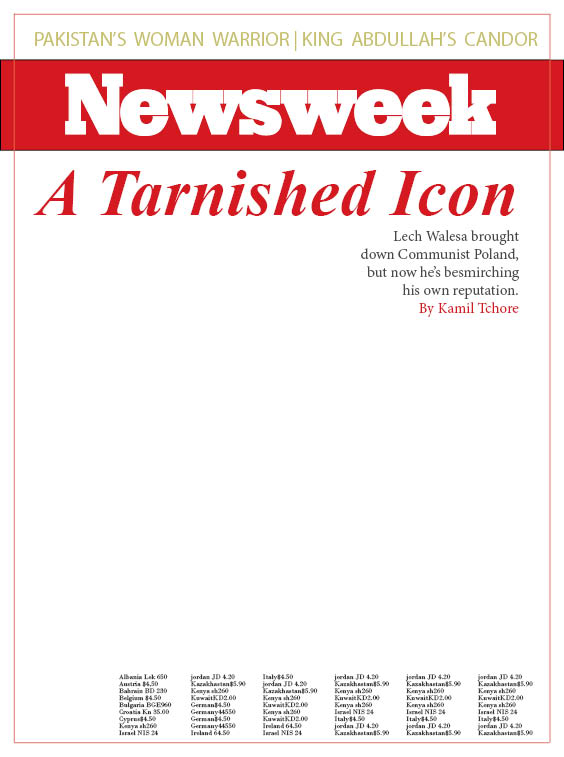 PAKISTAN'S WOMAN WARRIOR | KING ABDULLAH'S CANDOR
Newsweek
A Tarnished Icon
Lech Walesa brought
down Communist Poland,
but now he's besmirching
his own reputation.
By Kamil Tchore
Albania Lek 650
Austria $4.50
Bahrain BD 230
Belgium $4.50
Bulgaria BGE960
Croatia Kn 35.00
Cyprus$4.50
Kenya sh260
Israel NIS 24
jordan JD 4.20
Kazakhastan$5.90
Kenya sh260
KuwaitKD2.00
German$4.50
Germany44550
German$4.50
Germany44550
Ireland 64.50
Italy$4.50
jordan JD 4.20
Kazakhastan$5.90
Kenya sh260
KuwaitKD2.00
Kenya sh260
KuwaitKD2.00
Ireland 64.50
Israel NIS 24
jordan JD 4.20
Kazakhastan$5.90
Kenya sh260
KuwaitKD2.00
Kenya sh260
Israel NIS 24
Italy$4.50
jordan JD 4.20
Kazakhastan$5.90
jordan JD 4.20
Kazakhastan$5.90
Kenya sh260
KuwaitKD2.00
Kenya sh260
Israel NIS 24
Italy$4.50
jordan JD 4.20
Kazakhastan$5.90
jordan JD 4.20
Kazakhastan$5.90
Kenya sh260
KuwaitKD2.00
Kenya sh260
Israel NIS 24
Italy$4.50
jordan JD 4.20
Kazakhastan$5.90